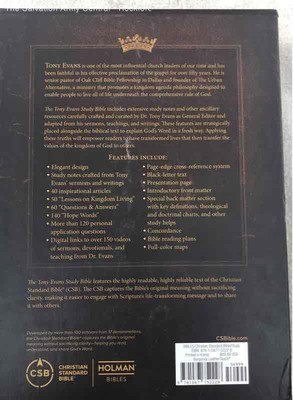 The Salvation Army Central - Rockford
TONY EVANS is one of the most influential church leaders of our time and has
been faithful in his effective proclamation of the gospel for over fifty years. He is
senior pastor of Oak Cliff Bible Fellowship in Dallas and founder of The Urban
Alternative, a ministry that possesses a kingdom agenda philosophy designed to
enable people to live all of life underneath the comprehensive rule of God.
The Tony Evans Study Bible includes extensive study notes and other ancillary
resources carefully crafted and curated by Dr. Tony Evans as General Editor and
adapted from his sermons, teachings, and writings. These features are strategically
placed alongside the biblical text to explain God's Word in a fresh way. Applying
these truths will empower readers to have transformed lives that then transfer the
values of the kingdom of God to others.
FEATURES INCLUDE:
• Elegant design
• Study notes crafted from Tony
Evans' sermons and writings
• 40 inspirational articles
• 50 "Lessons on Kingdom Living"
• 60 "Questions & Answers"
• 140 "Hope Words"
• More than 120 personal
application questions
• Digital links to over 150 videos
of sermons, devotionals, and
teaching from Dr. Evans
• Page-edge cross-reference system
• Black-letter text
• Presentation page
• Introductory front matter
• Special back matter section
with key definitions, theological
and doctrinal charts, and other
study helps
• Concordance
• Bible reading plans
• Full-color maps
The Tony Evans Study Bible features the highly readable, highly reliable text of the Christian
Standard Bible® (CSB). The CSB captures the Bible's original meaning without sacrificing
clarity, making it easier to engage with Scripture's life-transforming message and to share
it with others.
CSBible.com
CSB
CHRISTIAN
STANDARD
BIBLE®
HOLMAN
BIBLES